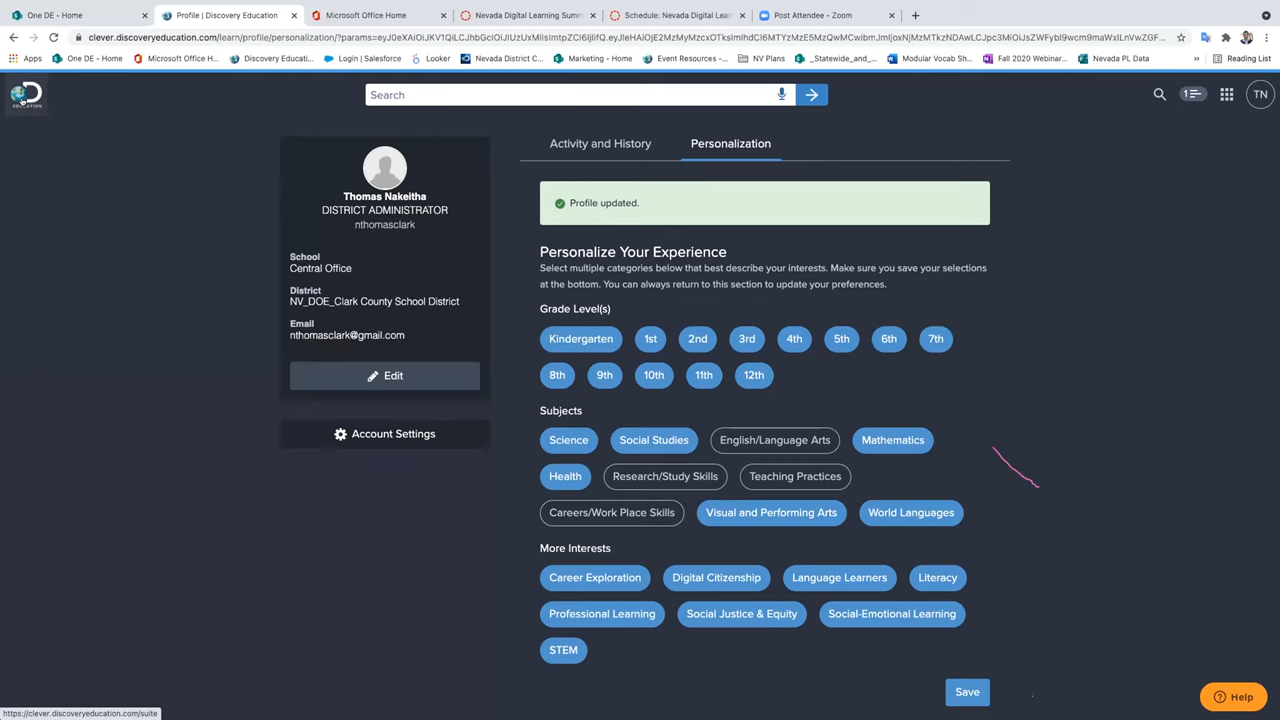 One DE - Home
Profile | Discovery Education
Microsoft Office Home
Nevada Digital Learning Summ
Schedule: Nevada Digital Lear
Post Attendee - Zoom
Apps
One DE - Home
Microsoft Office H...
Discovery Educati...
Login | Salesforce
Looker
Nevada District C...
Marketing - Home
Event Resources -...
NV Plans
_Statewide_and_...
Modular Vocab Sh...
Fall 2020 Webinar...
Nevada PL Data
»
Reading List
EDUCATION
Search
1
TN
Thomas Nakeitha
DISTRICT ADMINISTRATOR
nthomasclark
School
Central Office
District
NV_DOE_Clark County School District
Email
nthomasclark@gmail.com
Edit
Account Settings
Activity and History
Personalization
Profile updated.
Personalize Your Experience
Select multiple categories below that best describe your interests. Make sure you save your selections
at the bottom. You can always return to this section to update your preferences.
Grade Level(s)
Kindergarten 1st 2nd 3rd 4th 5th 6th 7th
8th 9th 10th 11th 12th
Subjects
Science Social Studies English/Language Arts Mathematics
Health Research/Study Skills Teaching Practices
Careers/Work Place Skills Visual and Performing Arts World Languages
More Interests
Career Exploration Digital Citizenship Language Learners Literacy
Professional Learning Social Justice & Equity Social-Emotional Learning
STEM
Save
Help
https://clever.discoveryeducation.com/suite